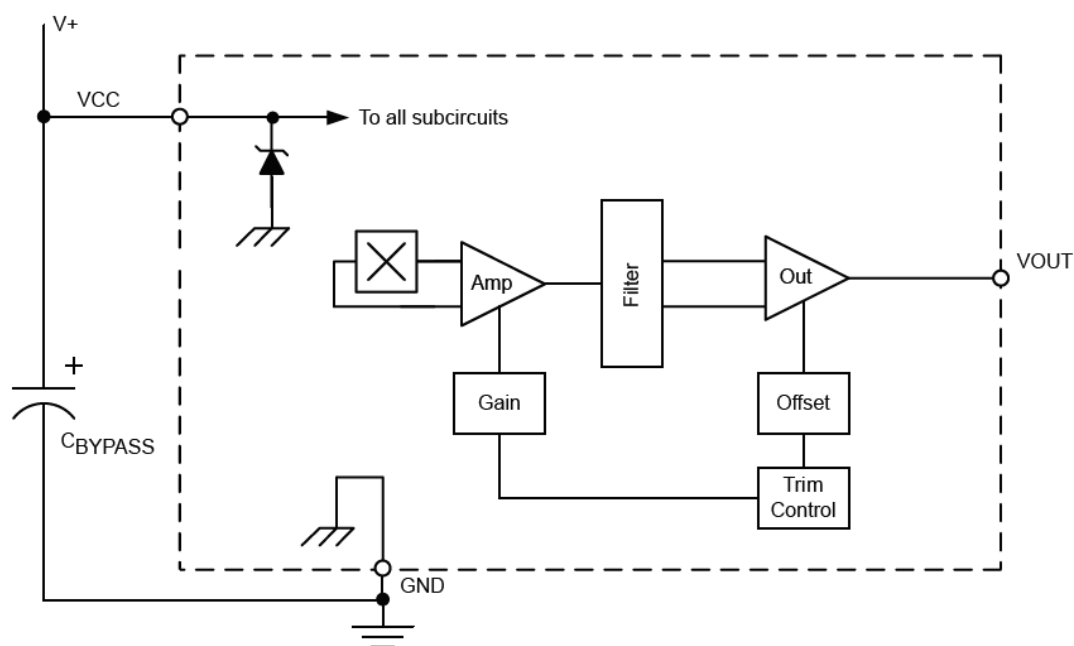 V+
VCC
To all subcircuits
Amp
Filter
Out
VOUT
Gain
Offset
+
CBYPASS
Trim
Control
GND